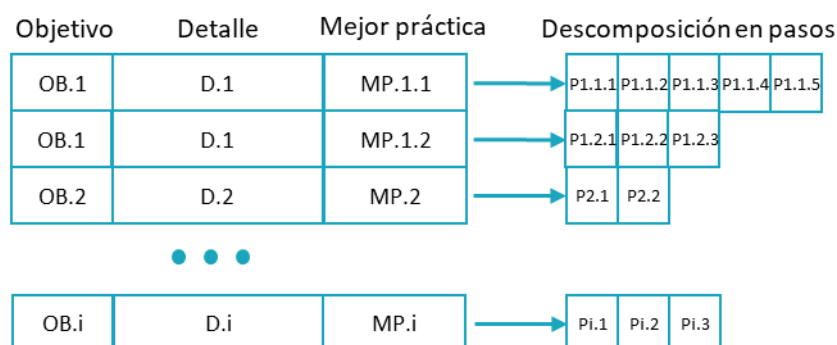 Objetivo Detalle Mejor práctica Descomposición en pasos
OB.1 D.1 MP.1.1 P1.1.1 P1.1.2 P1.1.3 P1.1.4 P1.1.5
OB.1 D.1 MP.1.2 P1.2.1 P1.2.2 P1.2.3
OB.2 D.2 MP.2 P2.1 P2.2
OB.i D.i MP.i Pi.1 Pi.2 Pi.3